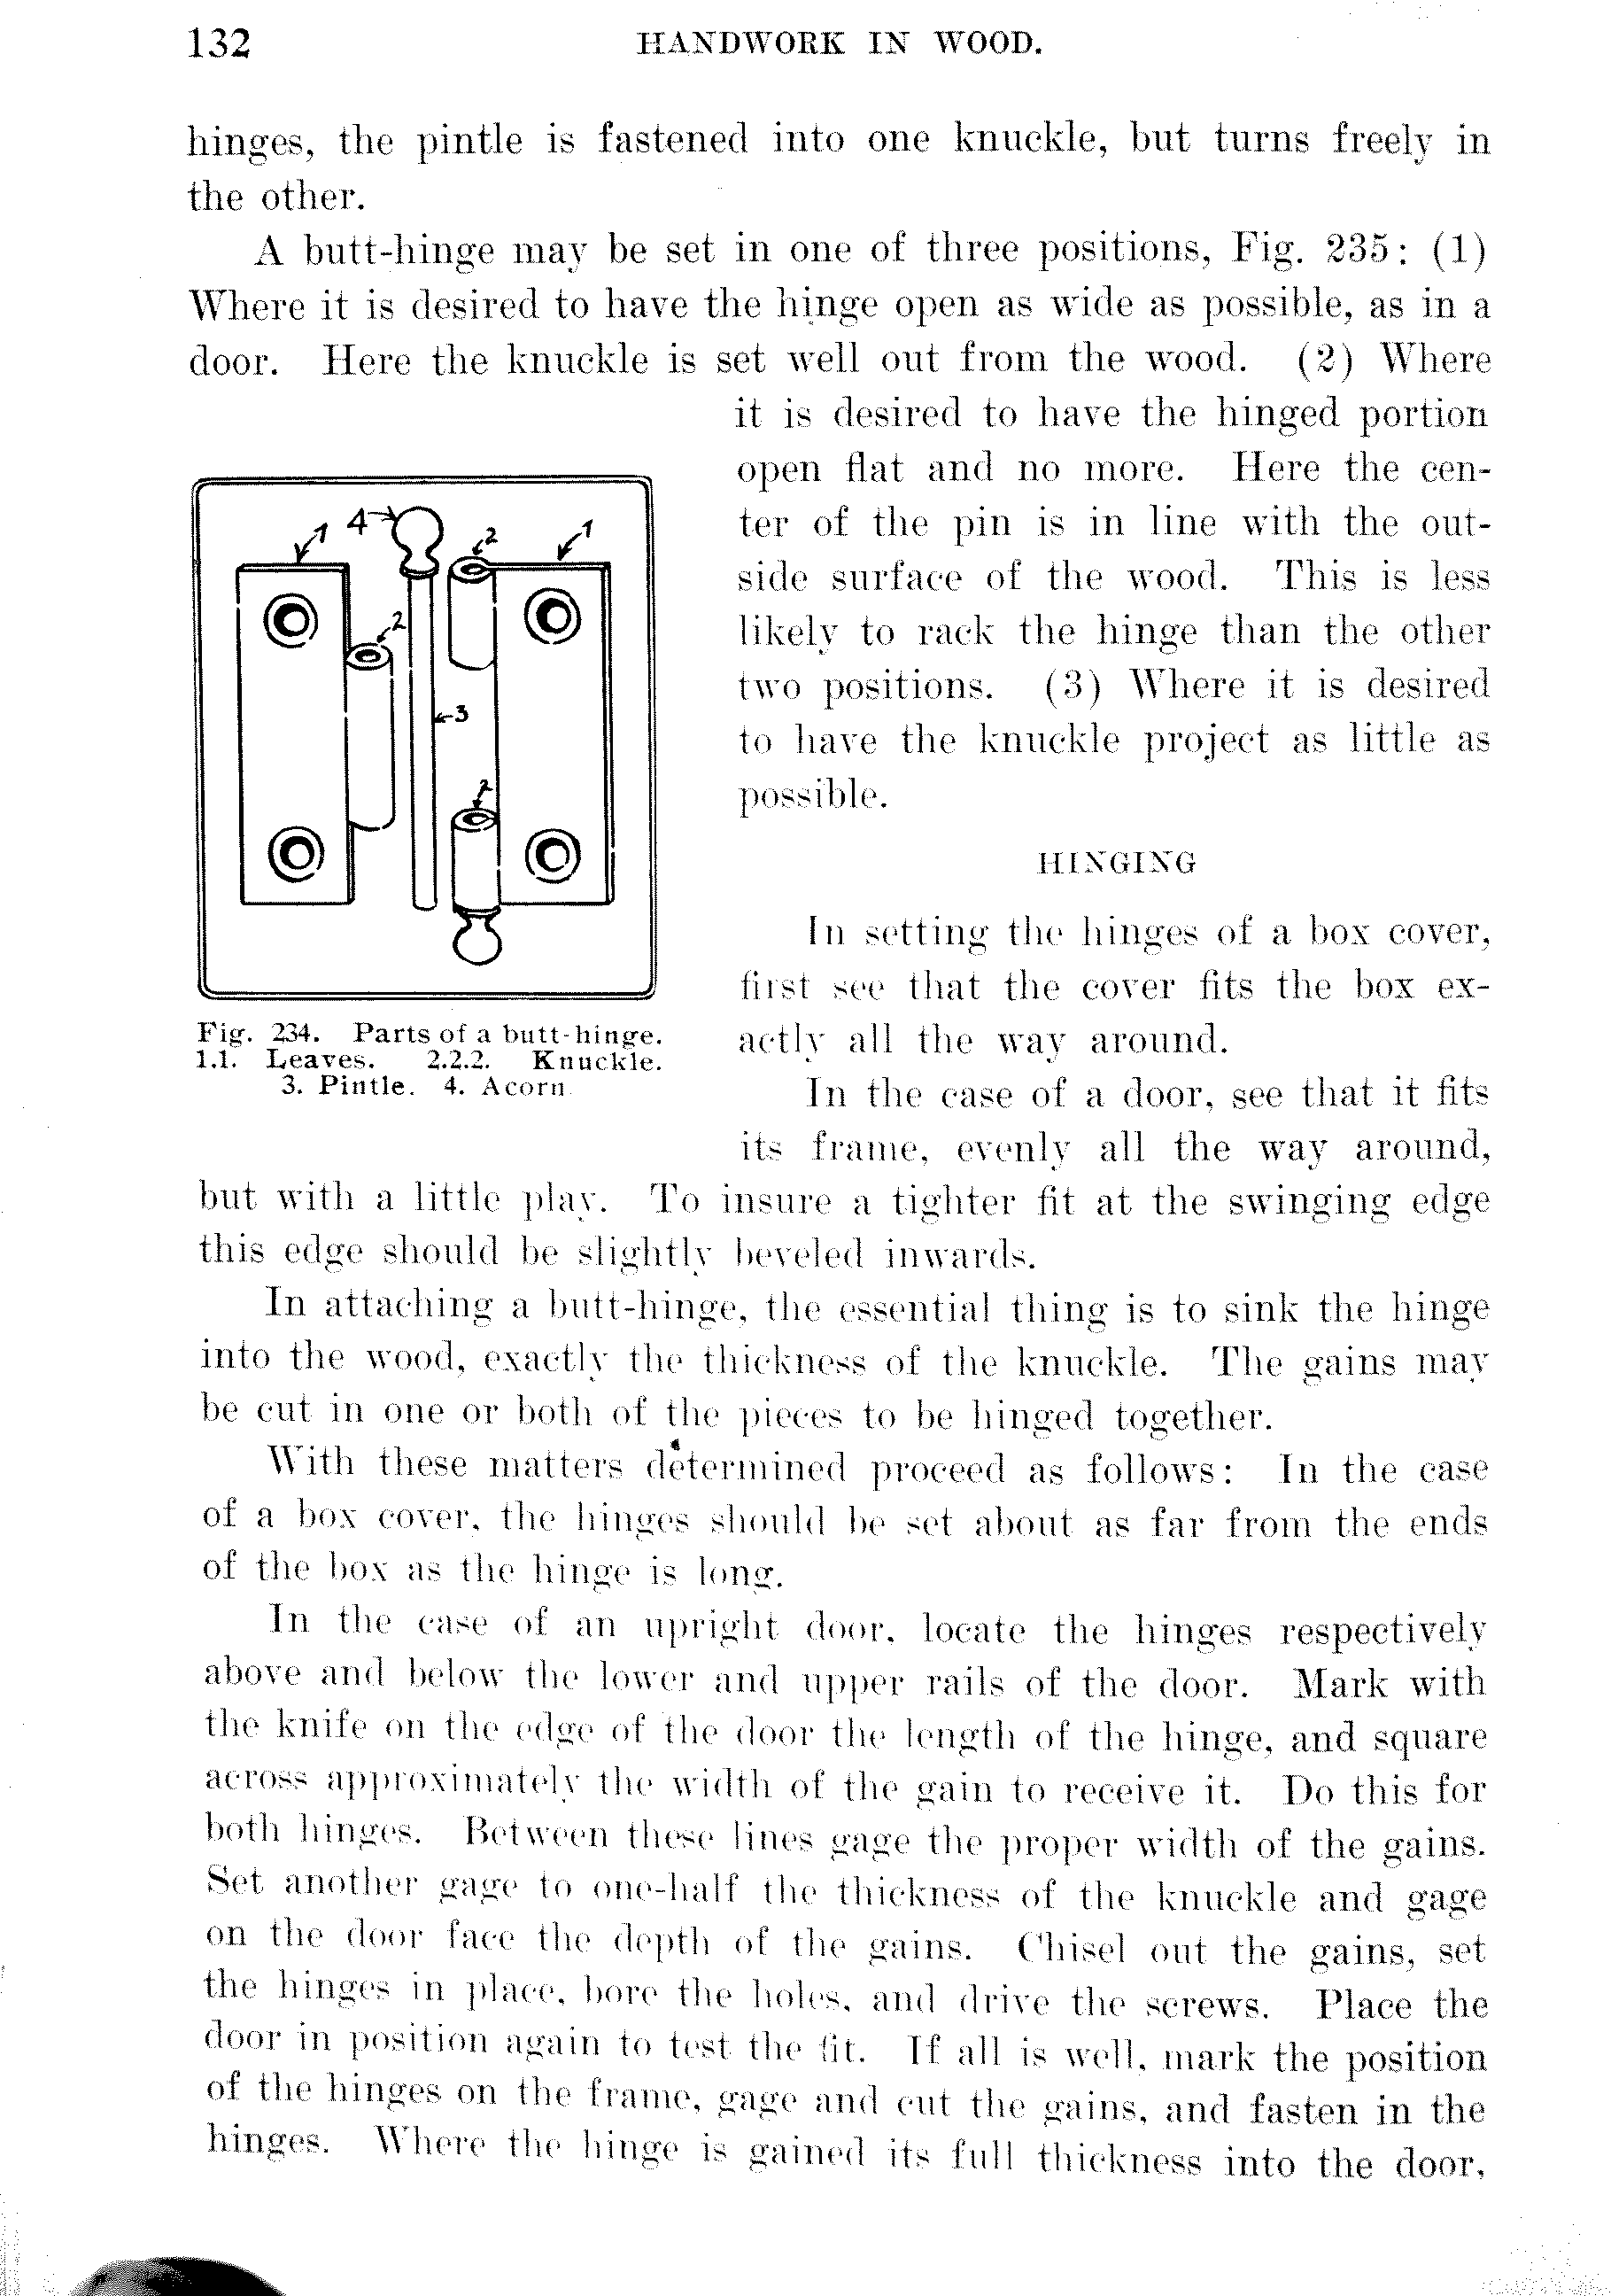 132 HANDWORK IN WOOD.
hinges, the pintle is fastened into one knuckle, but turns freely in
the other.
A butt-hinge may be set in one of three positions, Fig. 235: (1)
Where it is desired to have the hinge open as wide as possible, as in a
door. Here the knuckle is set well out from the wood. (2) Where
it is desired to have the hinged portion
open flat and no more. Here the cen-
ter of the pin is in line with the out-
side surface of the wood. This is less
likely to rack the hinge than the other
two positions. (3) Where it is desired
to have the knuckle project as little as
possible.
1 4 2 1
2
3
2
Fig. 234. Parts of a butt-hinge.
1.1. Leaves. 2.2.2. Knuckle.
3. Pintle. 4. Acorn.
HINGING
In setting the hinges of a box cover,
first see that the cover fits the box ex-
actly all the way around.
In the case of a door, see that it fits
its frame, evenly all the way around,
but with a little play. To insure a tighter fit at the swinging edge
this edge should be slightly beveled inwards.
In attaching a butt-hinge, the essential thing is to sink the hinge
into the wood, exactly the thickness of the knuckle. The gains may
be cut in one or both of the pieces to be hinged together.
With these matters determined proceed as follows: In the case
of a box cover, the hinges should be set about as far from the ends
of the box as the hinge is long.
In the case of an upright door, locate the hinges respectively
above and below the lower and upper rails of the door. Mark with
the knife on the edge of the door the length of the hinge, and square
across approximately the width of the gain to receive it. Do this for
both hinges. Between these lines gage the proper width of the gains.
Set another gage to one-half the thickness of the knuckle and gage
on the door face the depth of the gains. Chisel out the gains, set
the hinges in place, bore the holes, and drive the screws. Place the
door in position again to test the fit. If all is well, mark the position
of the hinges on the frame, gage and cut the gains, and fasten in the
hinges. Where the hinge is gained its full thickness into the door,